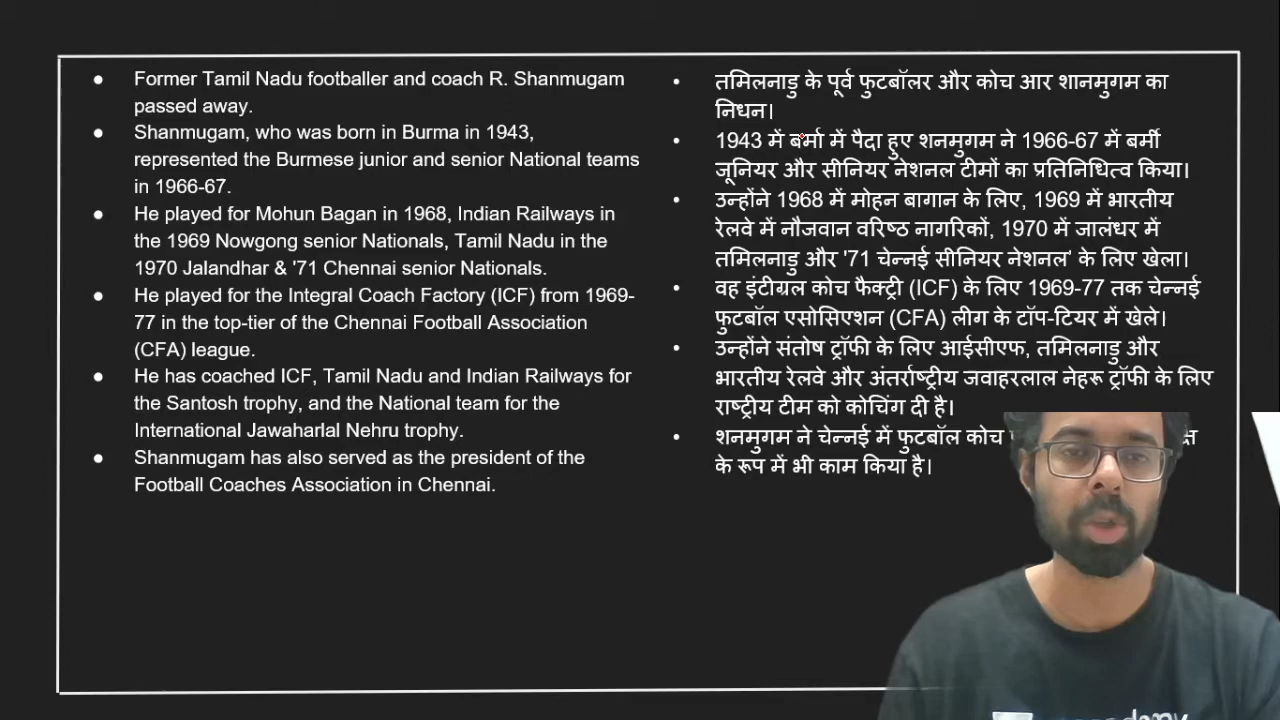 Former Tamil Nadu footballer and coach R. Shanmugam
passed away.
Shanmugam, who was born in Burma in 1943,
represented the Burmese junior and senior National teams
in 1966-67.
He played for Mohun Bagan in 1968, Indian Railways in
the 1969 Nowgong senior Nationals, Tamil Nadu in the
1970 Jalandhar & '71 Chennai senior Nationals.
He played for the Integral Coach Factory (ICF) from 1969-
77 in the top-tier of the Chennai Football Association
(CFA) league.
He has coached ICF, Tamil Nadu and Indian Railways for
the Santosh trophy, and the National team for the
International Jawaharlal Nehru trophy.
Shanmugam has also served as the president of the
Football Coaches Association in Chennai.
तमिलनाडु के पूर्व फुटबॉलर और कोच आर शानमुगम का
निधन।
1943 में बर्मा में पैदा हुए शनमुगम ने 1966-67 में बर्मी
जूनियर और सीनियर नेशनल टीमों का प्रतिनिधित्व किया।
उन्होंने 1968 में मोहन बागान के लिए, 1969 में भारतीय
रेलवे में नौजवान वरिष्ठ नागरिकों, 1970 में जालंधर में
तमिलनाडु और '71 चेन्नई सीनियर नेशनल' के लिए खेला।
वह इंटीग्रल कोच फैक्ट्री (ICF) के लिए 1969-77 तक चेन्नई
फुटबॉल एसोसिएशन (CFA) लीग के टॉप-टियर में खेले।
उन्होंने संतोष ट्रॉफी के लिए आईसीएफ, तमिलनाडु और
भारतीय रेलवे और अंतर्राष्ट्रीय जवाहरलाल नेहरू ट्रॉफी के लिए
राष्ट्रीय टीम को कोचिंग दी है।
शनमुगम ने चेन्नई में फुटबॉल कोच
के रूप में भी काम किया है।